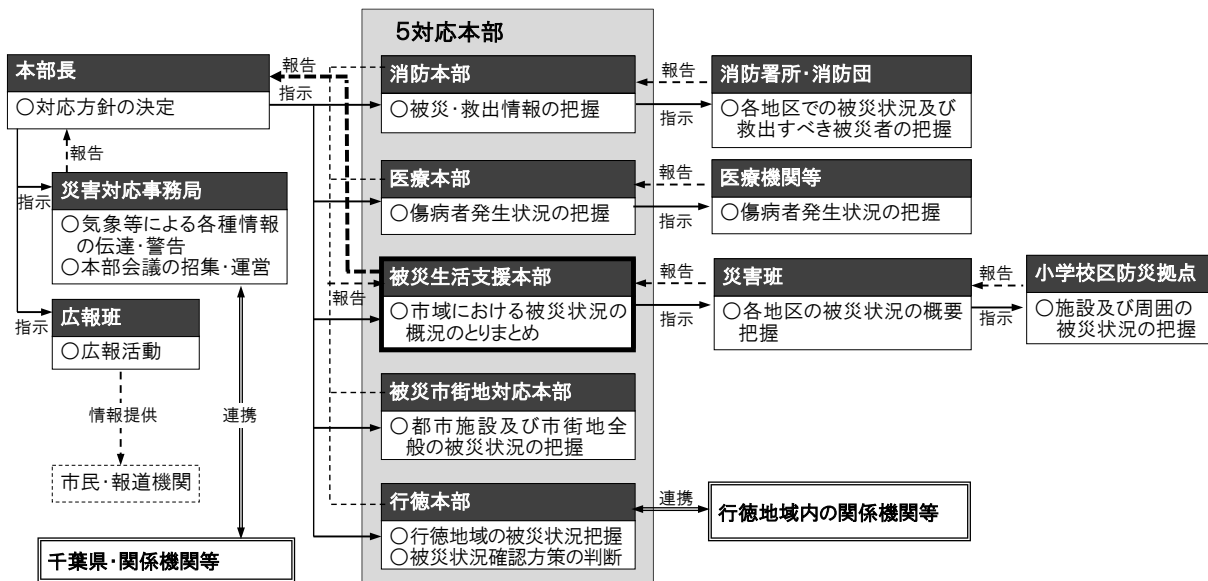 5対応本部
本部長
○対応方針の決定
報告
指示
消防本部
○被災・救出情報の把握
報告
指示
消防署所・消防団
○各地区での被災状況及び
救出すべき被災者の把握
報告
指示
災害対応事務局
○気象等による各種情報
の伝達・警告
○本部会議の招集・運営
医療本部
○傷病者発生状況の把握
報告
指示
医療機関等
○傷病者発生状況の把握
報告
被災生活支援本部
○市域における被災状況の
概況のとりまとめ
報告
指示
災害班
○各地区の被災状況の概要
把握
報告
指示
小学校区防災拠点
○施設及び周囲の
被災状況の把握
指示
広報班
○広報活動
情報提供
連携
市民・報道機関
被災市街地対応本部
○都市施設及び市街地全
般の被災状況の把握
行徳本部
○行徳地域の被災状況把握
○被災状況確認方策の判断
連携
行徳地域内の関係機関等
千葉県・関係機関等